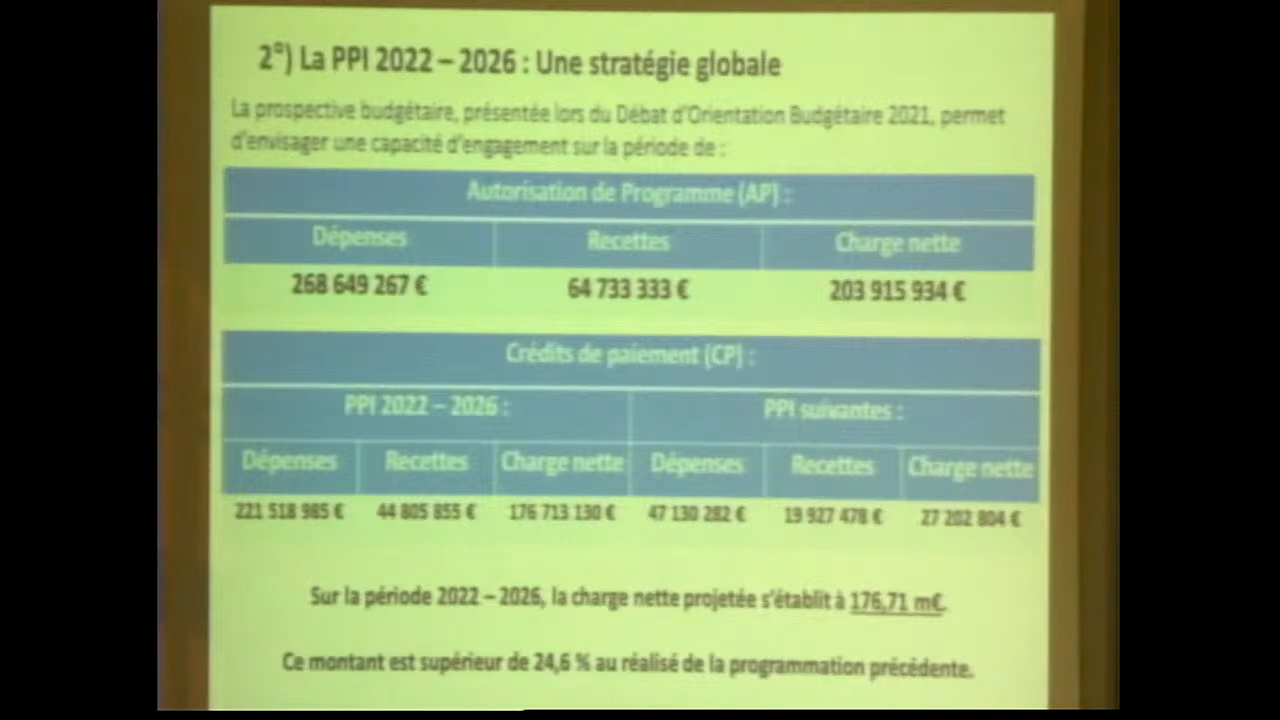 2°) La PPI 2022 – 2026 : Une stratégie globale
La prospective budgétaire, présentée lors du Débat d'Orientation Budgétaire 2021, permet
d'envisager une capacité d'engagement sur la période de :
Autorisation de Programme (AP) :
Dépenses Recettes Charge nette
268 649 267 € 64 733 333 € 203 915 934 €
Crédits de paiement (CP) :
PPI 2022 – 2026 : PPI suivantes :
Dépenses Recettes Charge nette Dépenses Recettes Charge nette
221 518 985 € 44 805 855 € 176 713 130 € 47 130 282 € 19 927 478 € 27 202 804 €
Sur la période 2022 – 2026, la charge nette projetée s'établit à 176,71 m€.
Ce montant est supérieur de 24,6 % au réalisé de la programmation précédente.